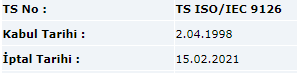 TS No : TS ISO/IEC 9126
Kabul Tarihi : 2.04.1998
İptal Tarihi : 15.02.2021